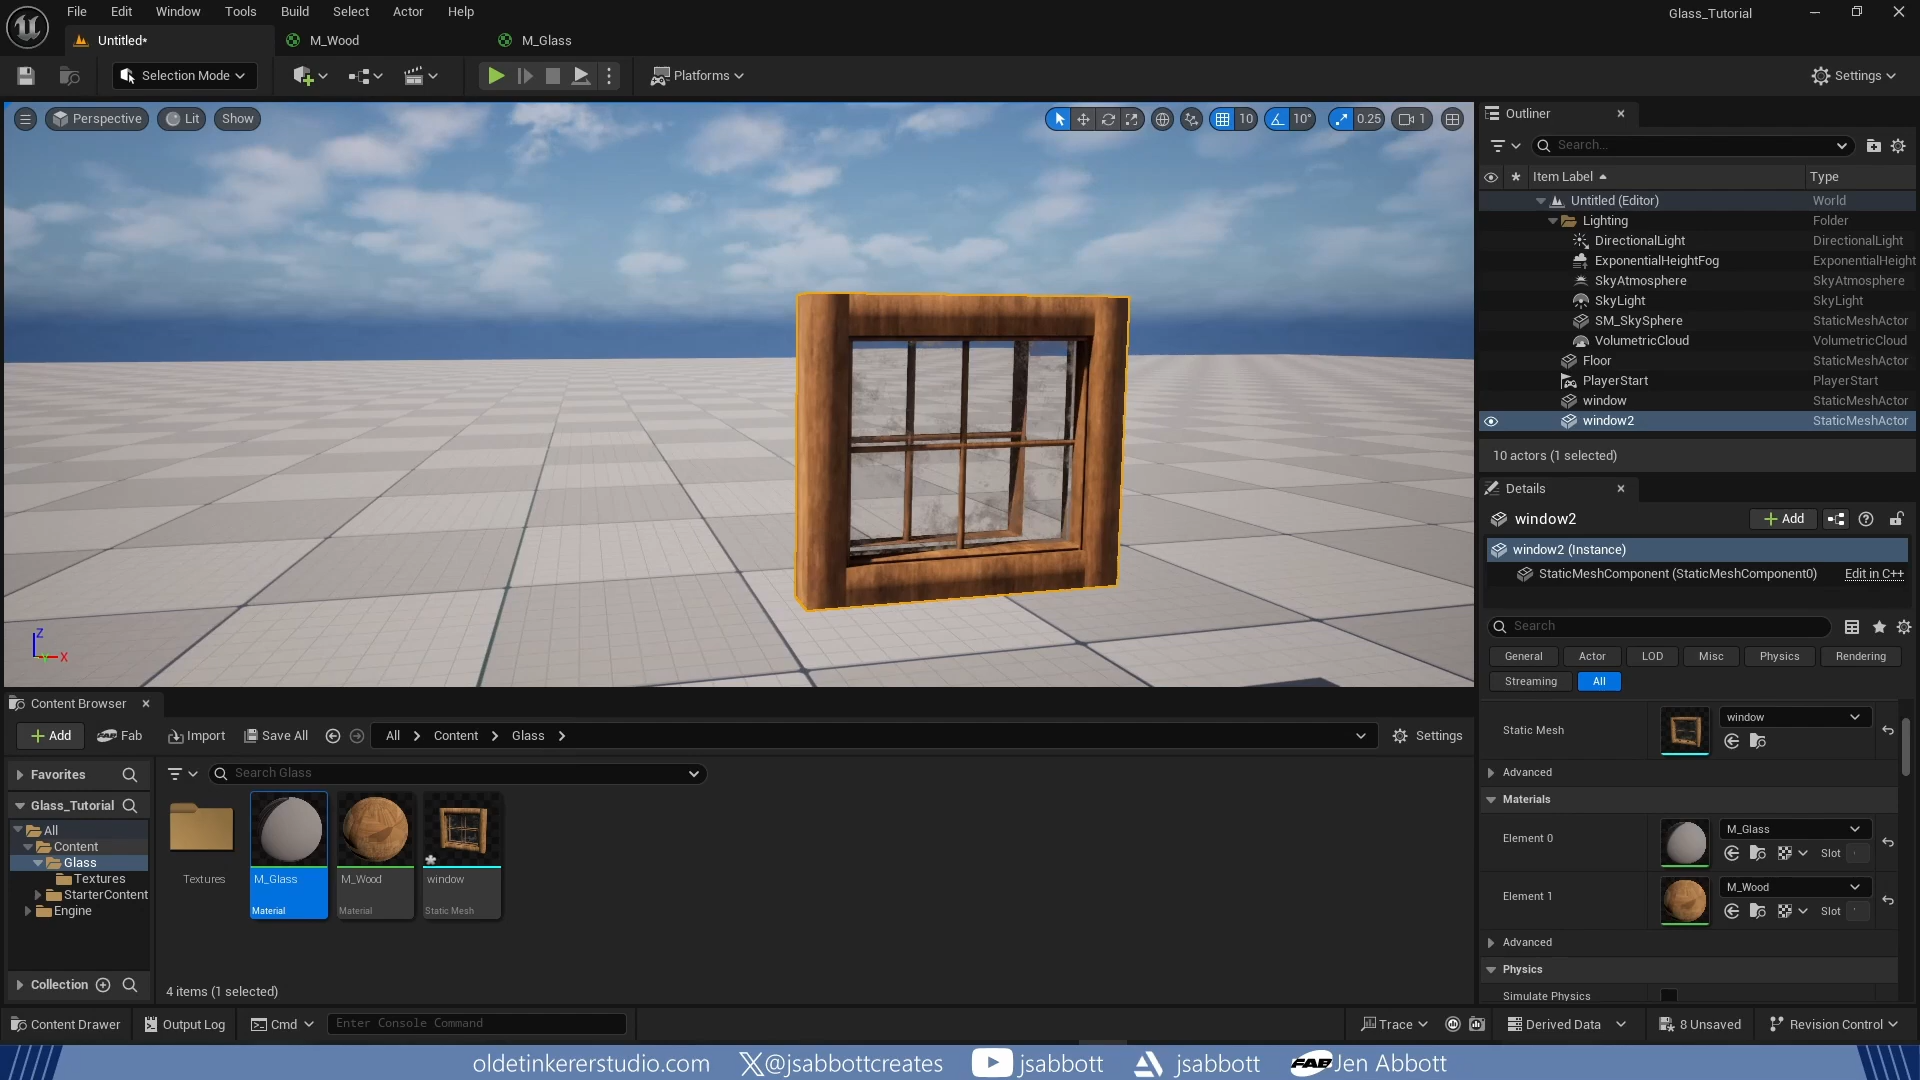 File Edit Window Tools Build Select Actor Help
Glass_Tutorial
Untitled* M_Wood M_Glass
Selection Mode Platforms Settings
Perspective Lit Show 10 10° 0.25 1
Outliner
Search...
Item Label Type
Untitled (Editor) World
Lighting Folder
DirectionalLight DirectionalLight
ExponentialHeightFog ExponentialHeight
SkyAtmosphere SkyAtmosphere
SkyLight SkyLight
SM_SkySphere StaticMeshActor
VolumetricCloud VolumetricCloud
Floor StaticMeshActor
PlayerStart PlayerStart
window StaticMeshActor
window2 StaticMeshActor
10 actors (1 selected)
Details
window2 Add
window2 (Instance)
StaticMeshComponent (StaticMeshComponent0) Edit in C++
Search
General Actor LOD Misc Physics Rendering
Streaming All
Static Mesh window
Advanced
Materials
Element 0 M_Glass
Slot
Element 1 M_Wood
Slot
Advanced
Physics
Simulate Physics
Z
Y X
Content Browser
Add Fab Import Save All All Content Glass Settings
Favorites
Search Glass
Glass_Tutorial
All
Content
Glass
Textures
StarterContent
Engine
Collection
Textures M_Glass M_Wood window
Material Material Static Mesh
4 items (1 selected)
Content Drawer Output Log Cmd Enter Console Command Trace Derived Data 8 Unsaved Revision Control
oldetinkererstudio.com @jsabbottcreates jsabbott jsabbott FAB Jen Abbott